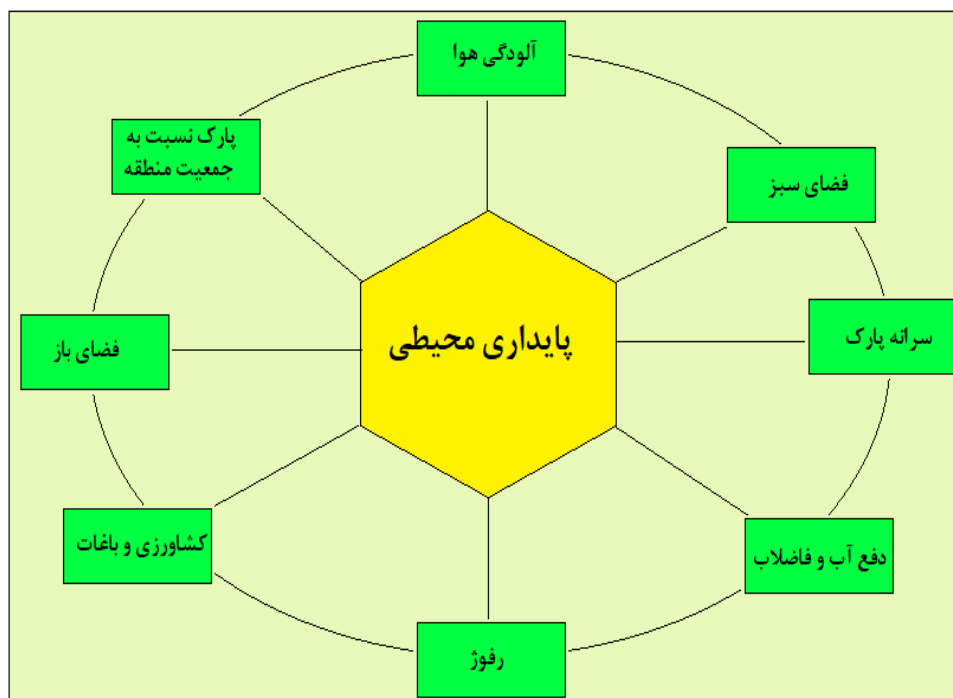 آلودگی هوا
پارک نسبت به
جمعیت منطقه
فضای سبز
پایداری محیطی
سرانه پارک
فضای باز
کشاورزی و باغات
دفع آب و فاضلاب
رفوژ